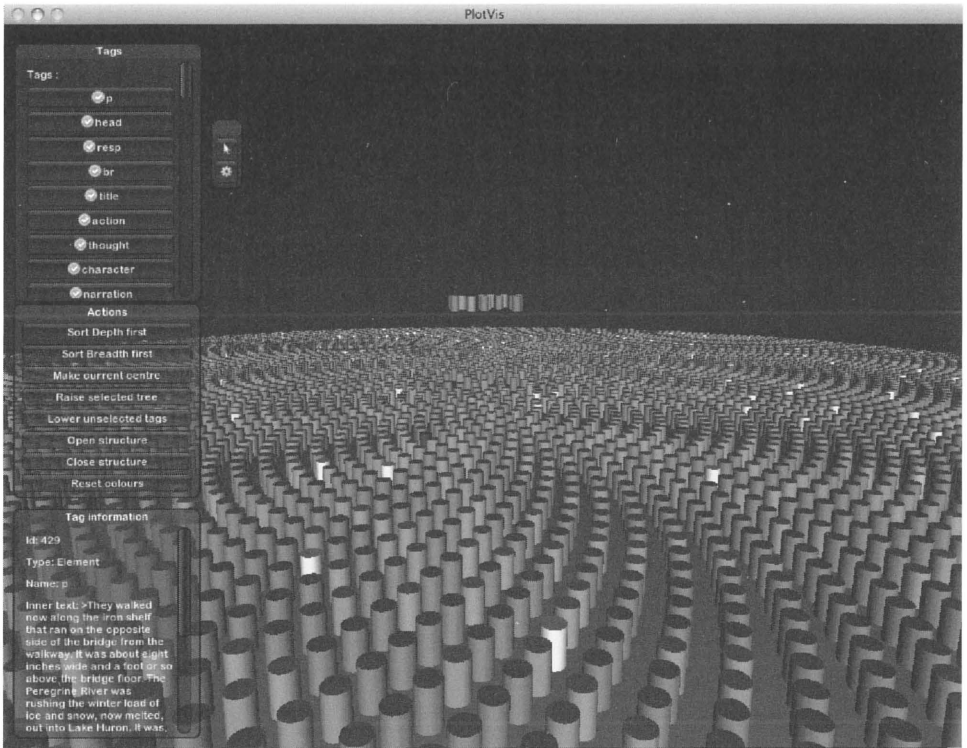 PlotVis
Tags
Tags :
p
head
resp
br
title
action
thought
character
narration
Actions
Sort Depth first
Sort Breadth first
Make current centre
Raise selected tree
Lower unselected tags
Open structure
Close structure
Reset colours
Tag information
Id: 429
Type: Element
Name: p
Inner text: >They walked
now along the iron shelf
that ran on the opposite
side of the bridge from the
walkway. It was about eight
inches wide and a foot or so
above the bridge floor. The
Peregrine River was
rushing the winter load of
ice and snow, now melted,
out into Lake Huron. It was,